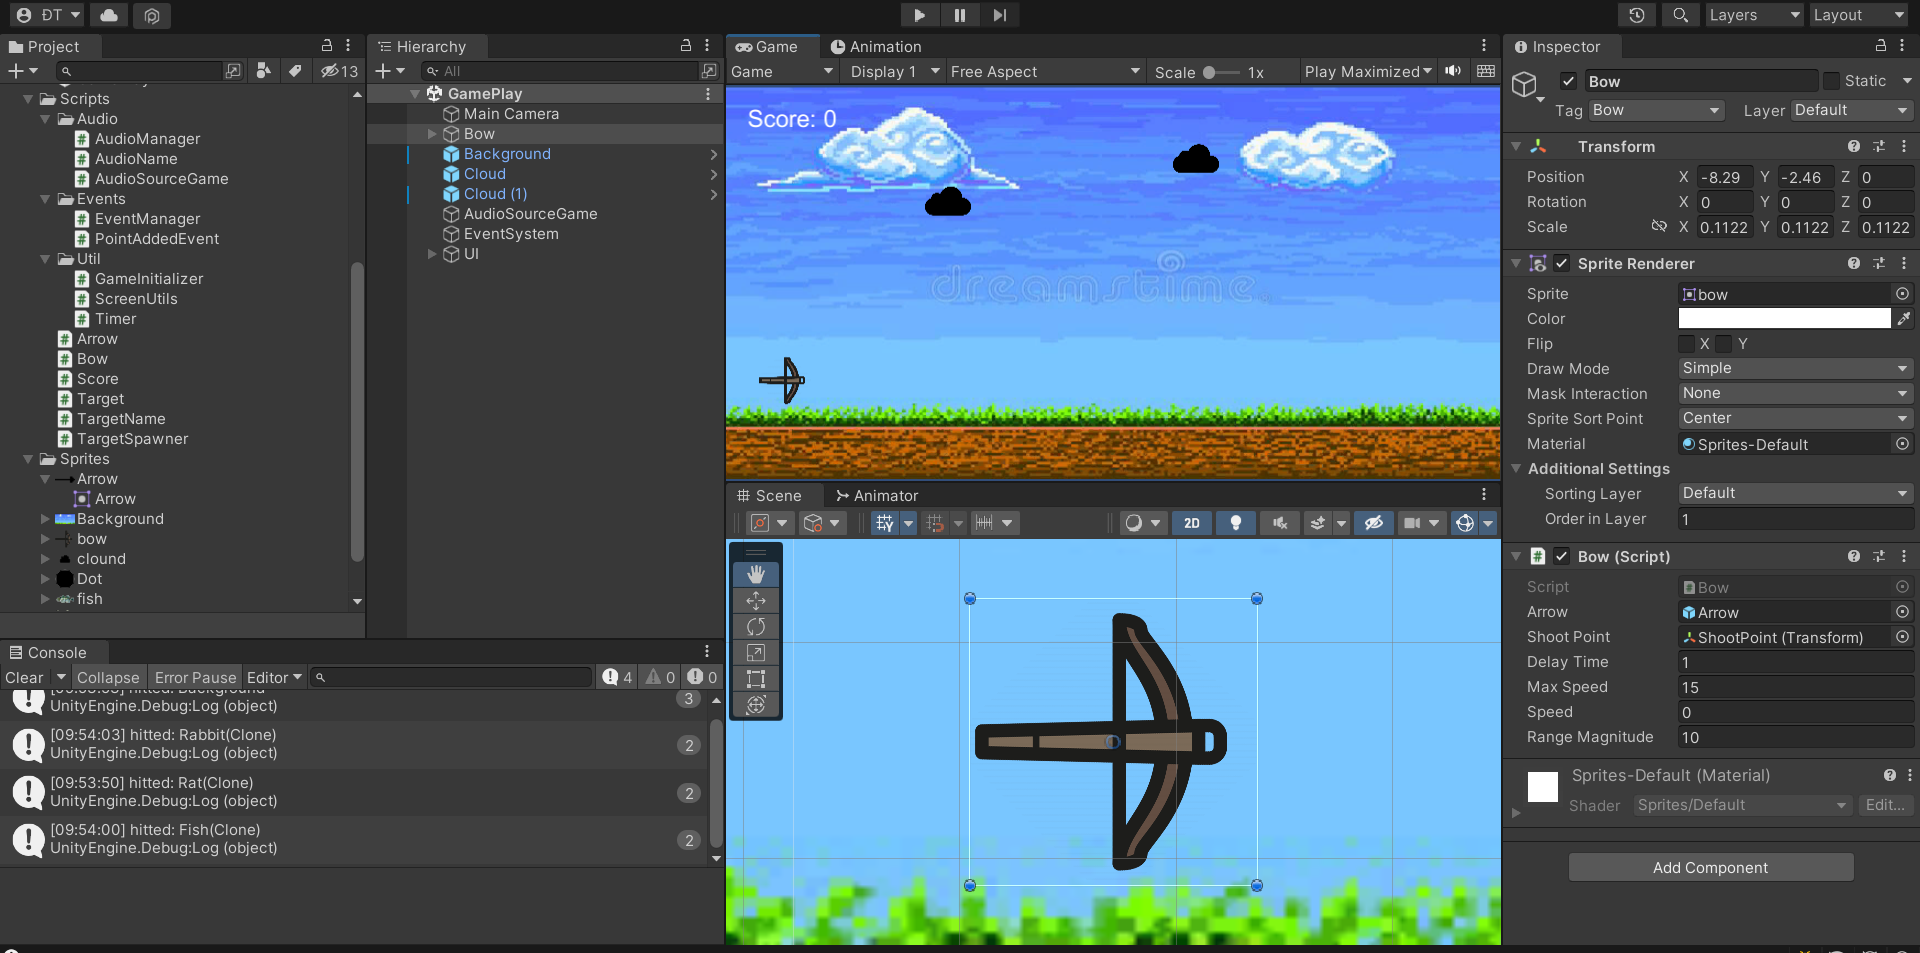 ĐT
Layers
Layout
Project
13
Scripts
Audio
AudioManager
AudioName
AudioSourceGame
Events
EventManager
PointAddedEvent
Util
GameInitializer
ScreenUtils
Timer
Arrow
Bow
Score
Target
TargetName
TargetSpawner
Sprites
Arrow
Arrow
Background
bow
clound
Dot
fish
Hierarchy
All
GamePlay
Main Camera
Bow
Background
Cloud
Cloud (1)
AudioSourceGame
EventSystem
UI
Console
Clear Collapse Error Pause Editor 4 0 0
[09:53:58] hitted: Background
UnityEngine.Debug:Log (object)
3
[09:54:03] hitted: Rabbit(Clone)
UnityEngine.Debug:Log (object)
2
[09:53:50] hitted: Rat(Clone)
UnityEngine.Debug:Log (object)
2
[09:54:00] hitted: Fish(Clone)
UnityEngine.Debug:Log (object)
2
Game Animation
Game Display 1 Free Aspect Scale 1x Play Maximized
Score: 0
dreamstime
Scene Animator
2D
Inspector
Bow Static
Tag Bow Layer Default
Transform
Position X -8.29 Y -2.46 Z 0
Rotation X 0 Y 0 Z 0
Scale X 0.1122 Y 0.1122 Z 0.1122
Sprite Renderer
Sprite bow
Color
Flip X Y
Draw Mode Simple
Mask Interaction None
Sprite Sort Point Center
Material Sprites-Default
Additional Settings
Sorting Layer Default
Order in Layer 1
Bow (Script)
Script Bow
Arrow Arrow
Shoot Point ShootPoint (Transform)
Delay Time 1
Max Speed 15
Speed 0
Range Magnitude 10
Sprites-Default (Material)
Shader Sprites/Default Edit...
Add Component